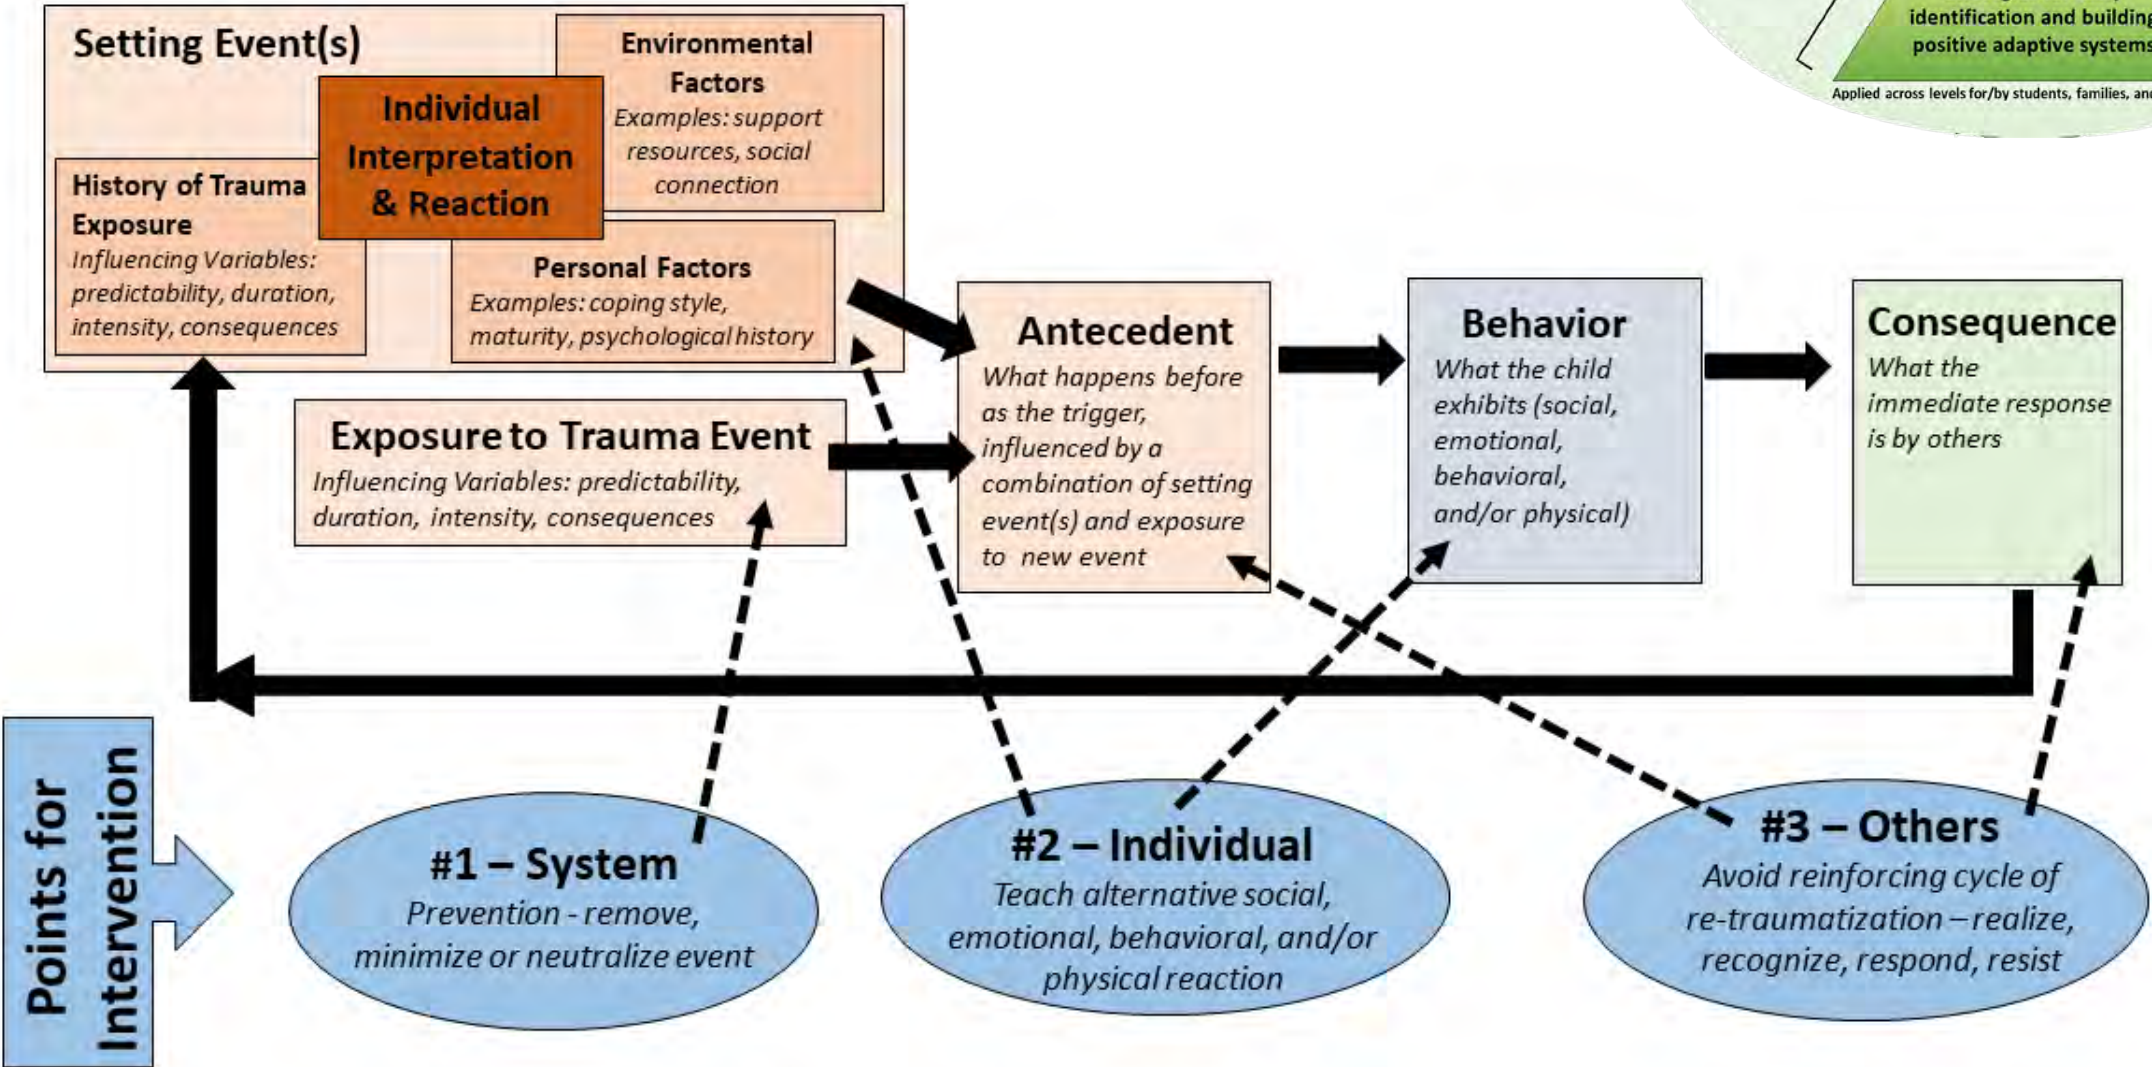 Setting Event(s)
Environmental
Factors
Examples: support
resources, social
connection
Individual
Interpretation
& Reaction
History of Trauma
Exposure
Influencing Variables:
predictability, duration,
intensity, consequences
Personal Factors
Examples: coping style,
maturity, psychological history
Exposure to Trauma Event
Influencing Variables: predictability,
duration, intensity, consequences
Antecedent
What happens before
as the trigger,
influenced by a
combination of setting
event(s) and exposure
to new event
Behavior
What the child
exhibits (social,
emotional,
behavioral,
and/or physical)
Consequence
What the
immediate response
is by others
identification and building
positive adaptive systems
Applied across levels for/by students, families, and
Points for
Intervention
#1 – System
Prevention - remove,
minimize or neutralize event
#2 – Individual
Teach alternative social,
emotional, behavioral, and/or
physical reaction
#3 – Others
Avoid reinforcing cycle of
re-traumatization – realize,
recognize, respond, resist